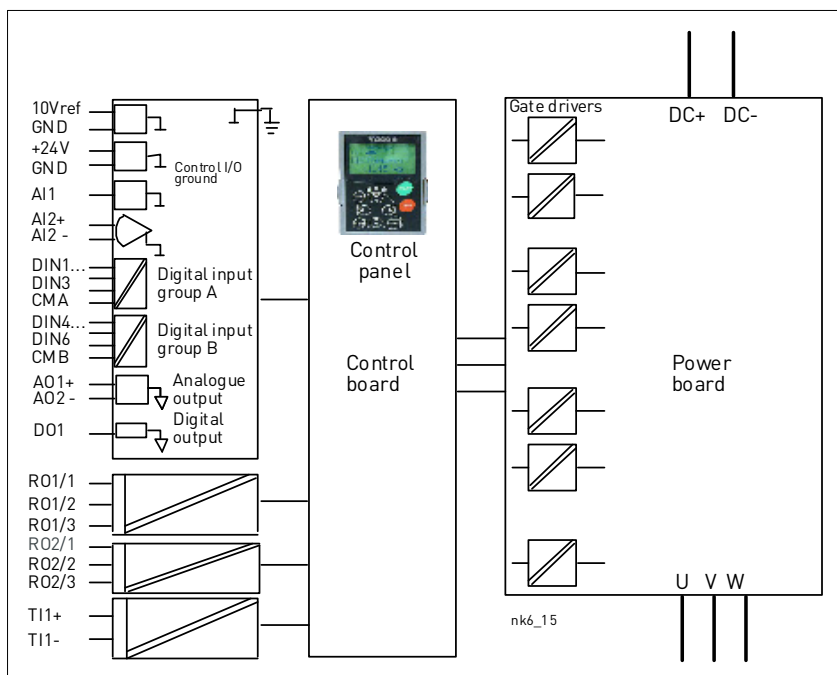 10Vref
GND
+24V
GND
AI1
AI2+
AI2 -
DIN1...
DIN3
CMA
DIN4...
DIN6
CMB
AO1+
AO2 -
DO1
RO1/1
RO1/2
RO1/3
RO2/1
RO2/2
RO2/3
TI1+
TI1-
Control I/O
ground
Digital input
group A
Digital input
group B
Analogue
output
Digital
output
Control
panel
Control
board
Gate drivers
DC+ DC-
Power
board
U V W
nk6_15